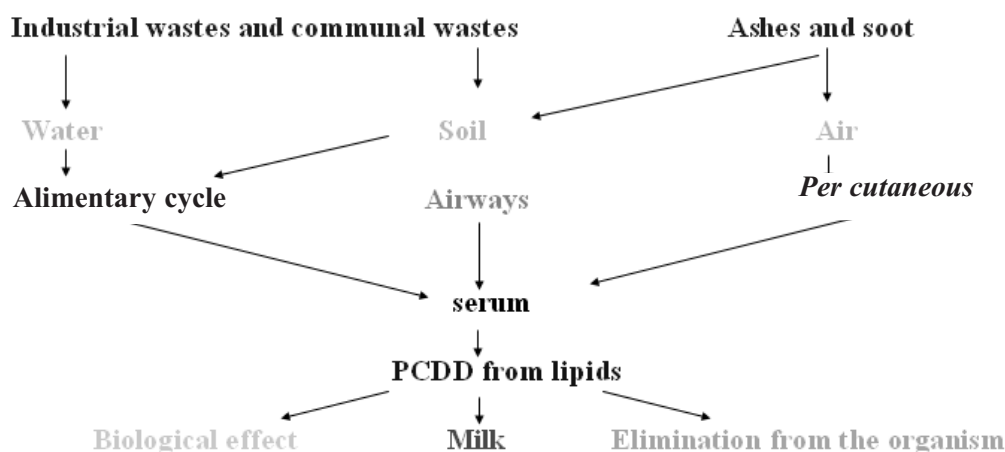 Industrial wastes and communal wastes
Ashes and soot
Water
Soil
Air
Alimentary cycle
Airways
Per cutaneous
serum
PCDD from lipids
Biological effect
Milk
Elimination from the organism